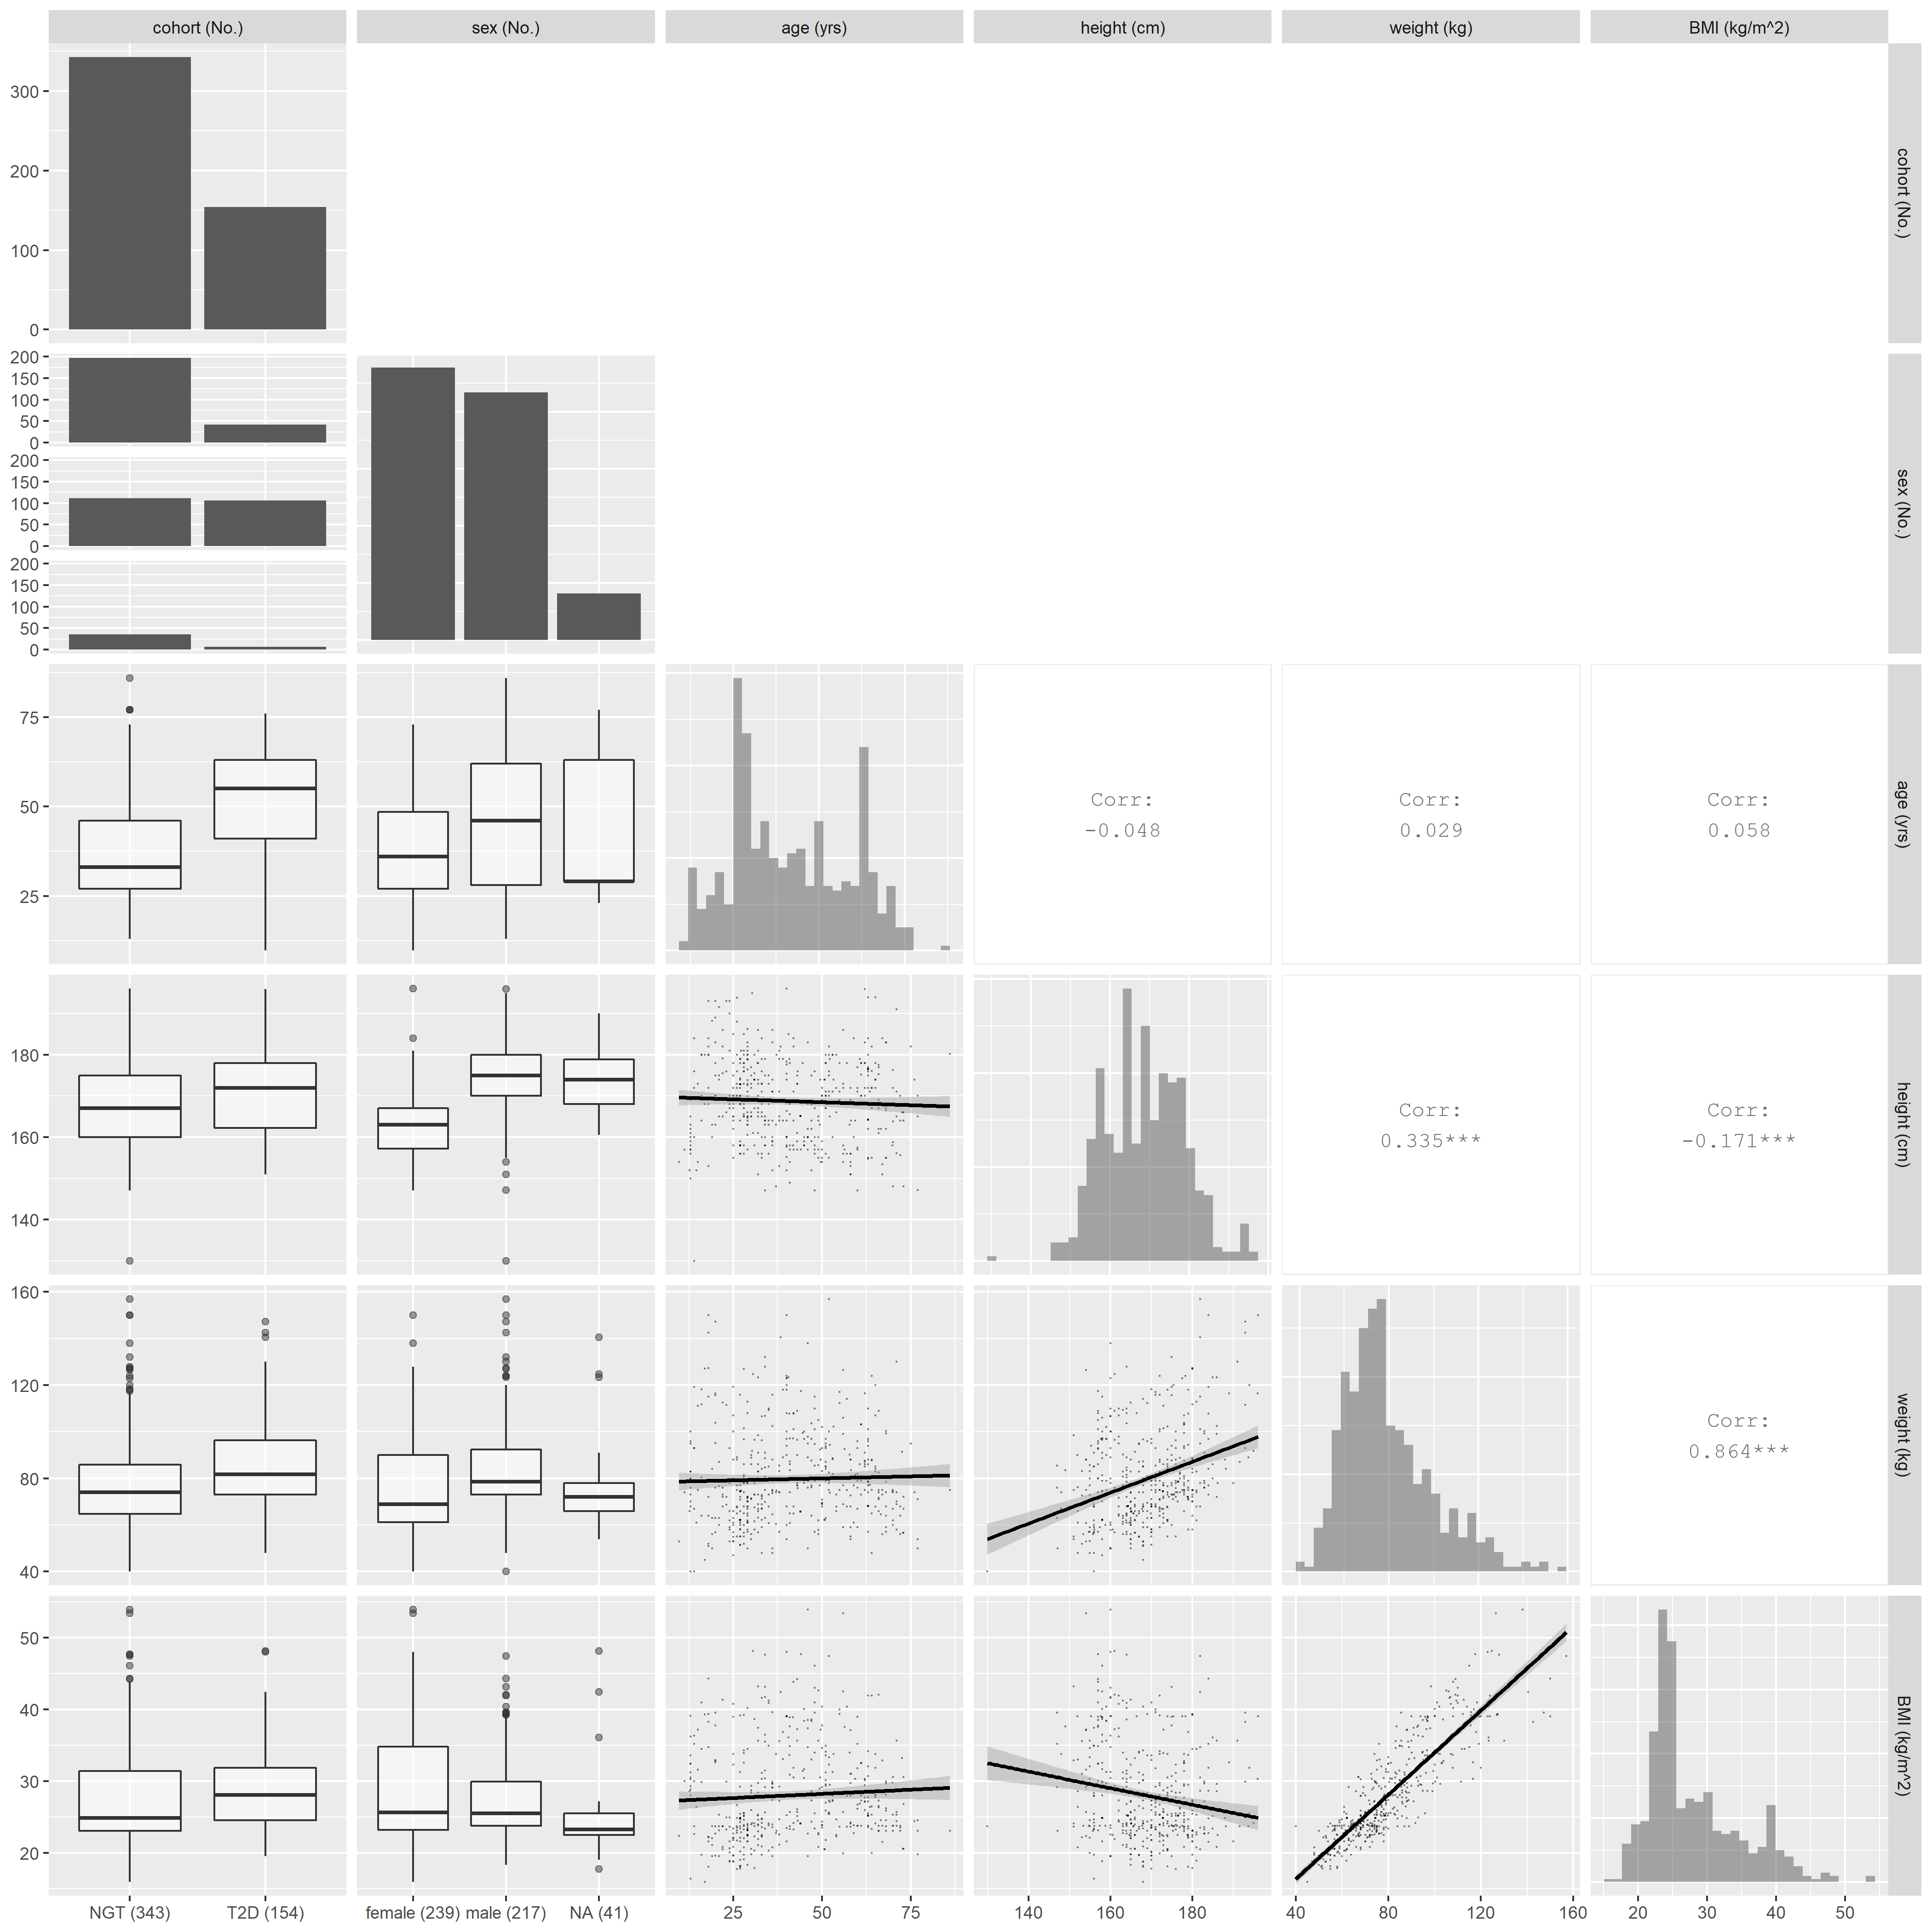 cohort (No.)
sex (No.)
age (yrs)
height (cm)
weight (kg)
BMI (kg/m^2)
300
200
100
0
cohort (No.)
200
150
100
50
0
200
150
100
50
0
200
150
100
50
0
sex (No.)
75
50
25
Corr:
-0.048
Corr:
0.029
Corr:
0.058
age (yrs)
180
160
140
Corr:
0.335***
Corr:
-0.171***
height (cm)
160
120
80
40
Corr:
0.864***
weight (kg)
50
40
30
20
BMI (kg/m^2)
NGT (343)
T2D (154)
female (239)
male (217)
NA (41)
25
50
75
140
160
180
40
80
120
160
20
30
40
50